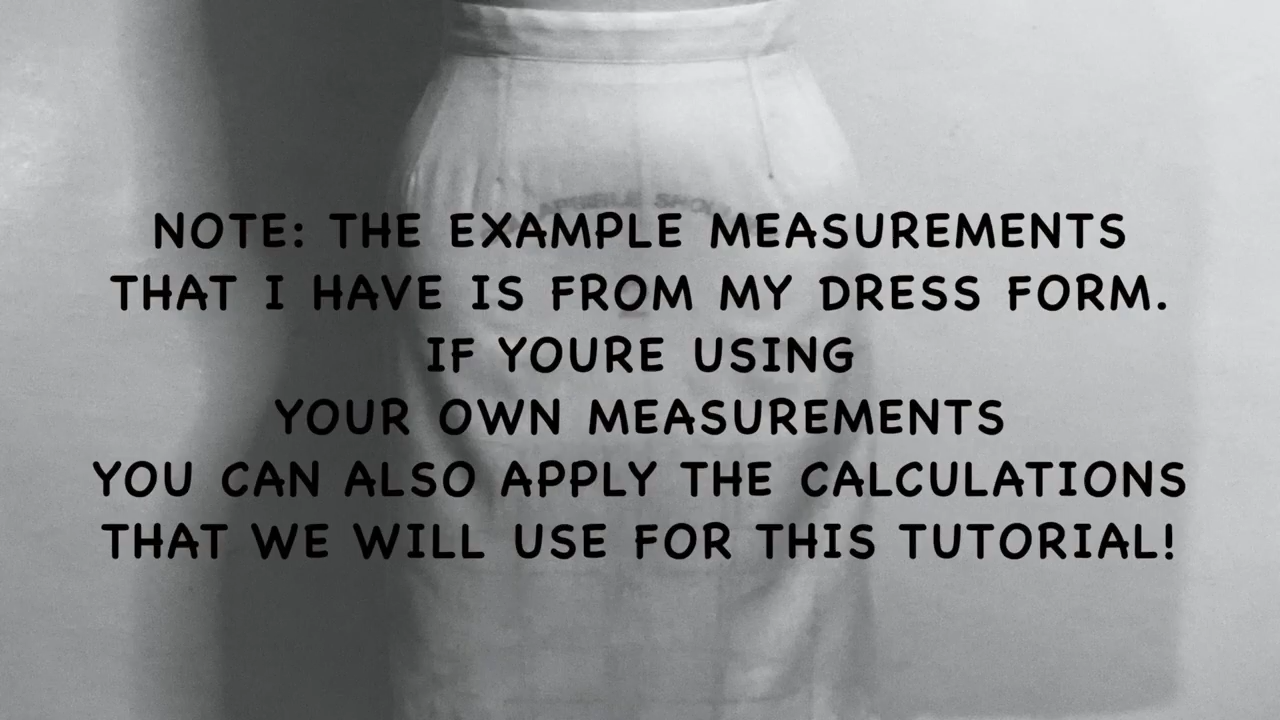 NOTE: THE EXAMPLE MEASUREMENTS
THAT I HAVE IS FROM MY DRESS FORM.
IF YOURE USING
YOUR OWN MEASUREMENTS
YOU CAN ALSO APPLY THE CALCULATIONS
THAT WE WILL USE FOR THIS TUTORIAL!